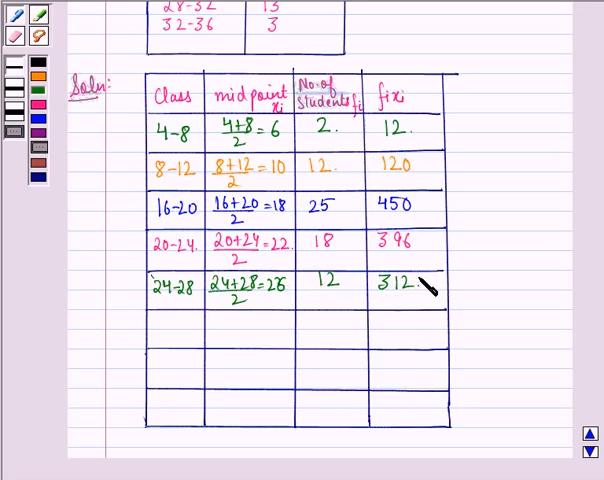 28-32 13
32-36 3
Soln:
Class midpoint xi No. of Students fi fixi
4-8 4+8/2 = 6 2. 12.
8-12 8+12/2 = 10 12. 120
16-20 16+20/2 = 18 25 450
20-24. 20+24/2 = 22. 18 396
24-28 24+28/2 = 26 12 312.